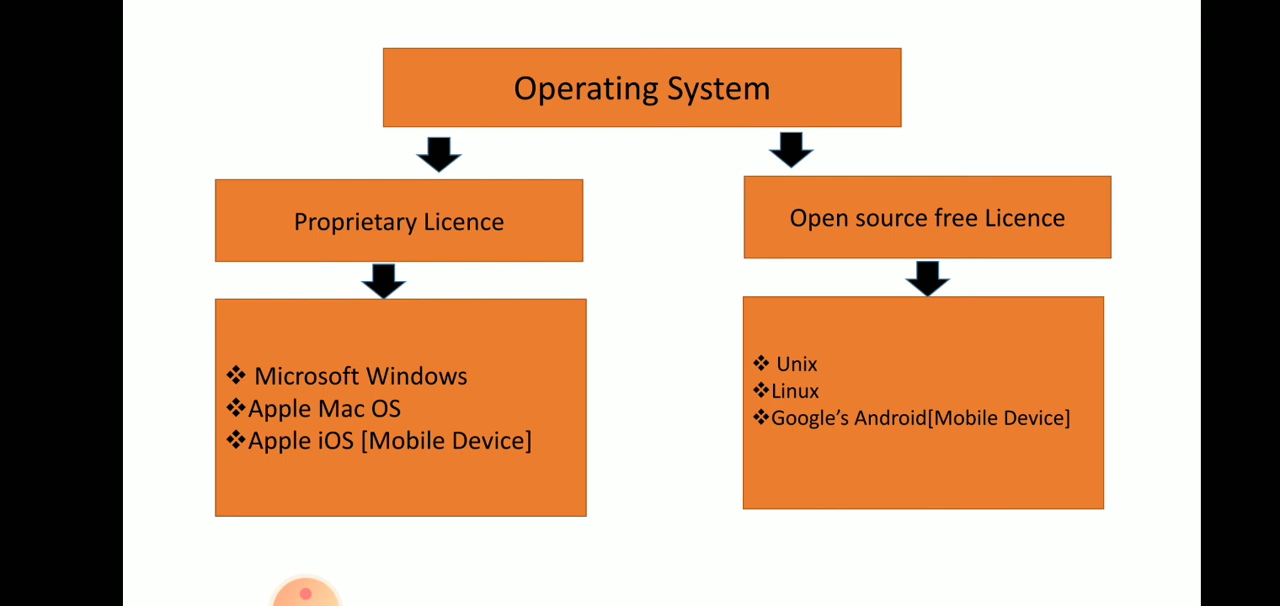 Operating System
Proprietary Licence
Open source free Licence
❖ Microsoft Windows
❖Apple Mac OS
❖Apple iOS [Mobile Device]
❖ Unix
❖Linux
❖Google’s Android[Mobile Device]